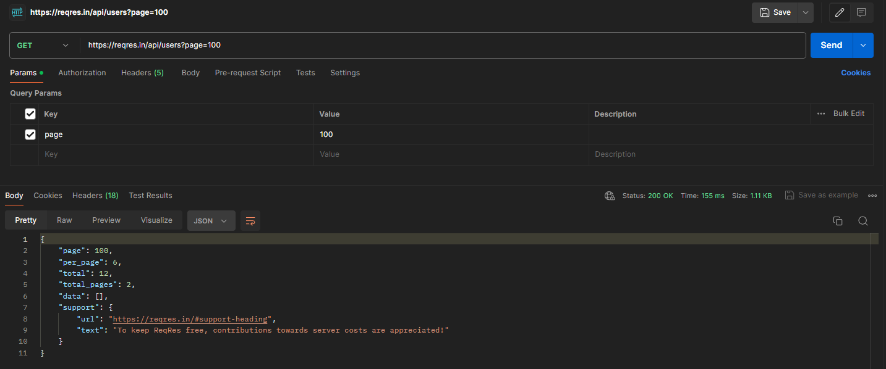 HTTP https://reqres.in/api/users?page=100 Save
GET https://reqres.in/api/users?page=100 Send
Params Authorization Headers (5) Body Pre-request Script Tests Settings Cookies
Query Params
Key Value Description ••• Bulk Edit
page 100
Key Value Description
Body Cookies Headers (18) Test Results Status: 200 OK Time: 155 ms Size: 1.11 KB Save as example •••
Pretty Raw Preview Visualize JSON
1 {
2 "page": 100,
3 "per_page": 6,
4 "total": 12,
5 "total_pages": 2,
6 "data": [],
7 "support": {
8 "url": "https://reqres.in/#support-heading",
9 "text": "To keep ReqRes free, contributions towards server costs are appreciated!"
10 }
11 }